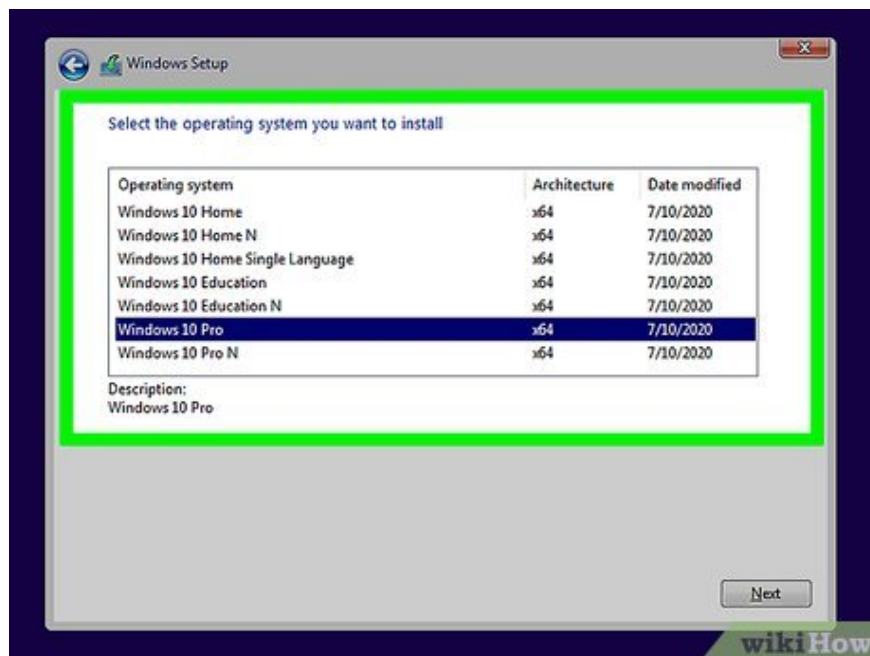 Windows Setup
Select the operating system you want to install
Operating system Architecture Date modified
Windows 10 Home x64 7/10/2020
Windows 10 Home N x64 7/10/2020
Windows 10 Home Single Language x64 7/10/2020
Windows 10 Education x64 7/10/2020
Windows 10 Education N x64 7/10/2020
Windows 10 Pro x64 7/10/2020
Windows 10 Pro N x64 7/10/2020
Description:
Windows 10 Pro
Next
wikiHow